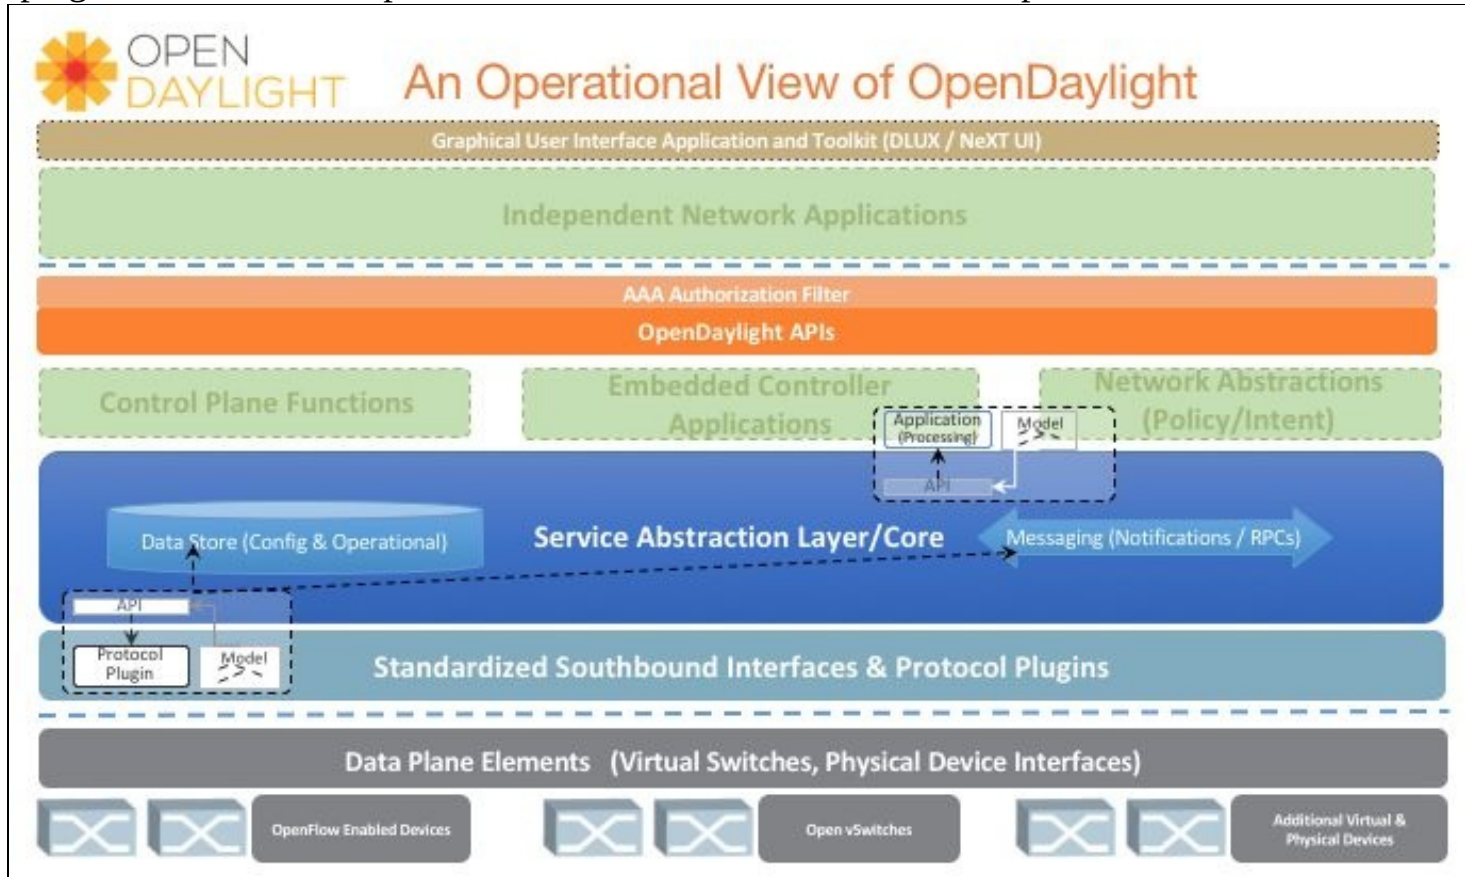 OPEN
DAYLIGHT
An Operational View of OpenDaylight
Graphical User Interface Application and Toolkit (DLUX / NeXT UI)
Independent Network Applications
AAA Authorization Filter
OpenDaylight APIs
Control Plane Functions
Embedded Controller
Applications
Network Abstractions
(Policy/Intent)
Application
(Processing)
Model
API
Data Store (Config & Operational)
Service Abstraction Layer/Core
Messaging (Notifications / RPCs)
API
Protocol
Plugin
Model
Standardized Southbound Interfaces & Protocol Plugins
Data Plane Elements (Virtual Switches, Physical Device Interfaces)
OpenFlow Enabled Devices
Open vSwitches
Additional Virtual &
Physical Devices